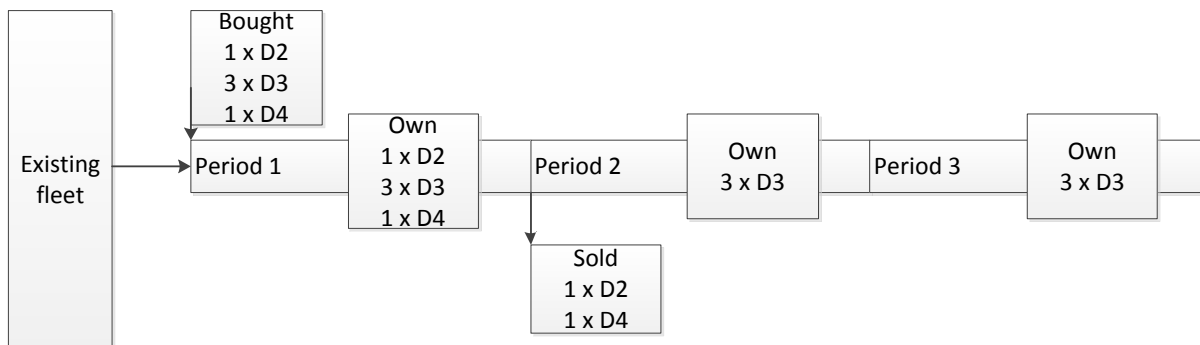 Existing
fleet
Bought
1 x D2
3 x D3
1 x D4
Period 1
Own
1 x D2
3 x D3
1 x D4
Period 2
Sold
1 x D2
1 x D4
Own
3 x D3
Period 3
Own
3 x D3